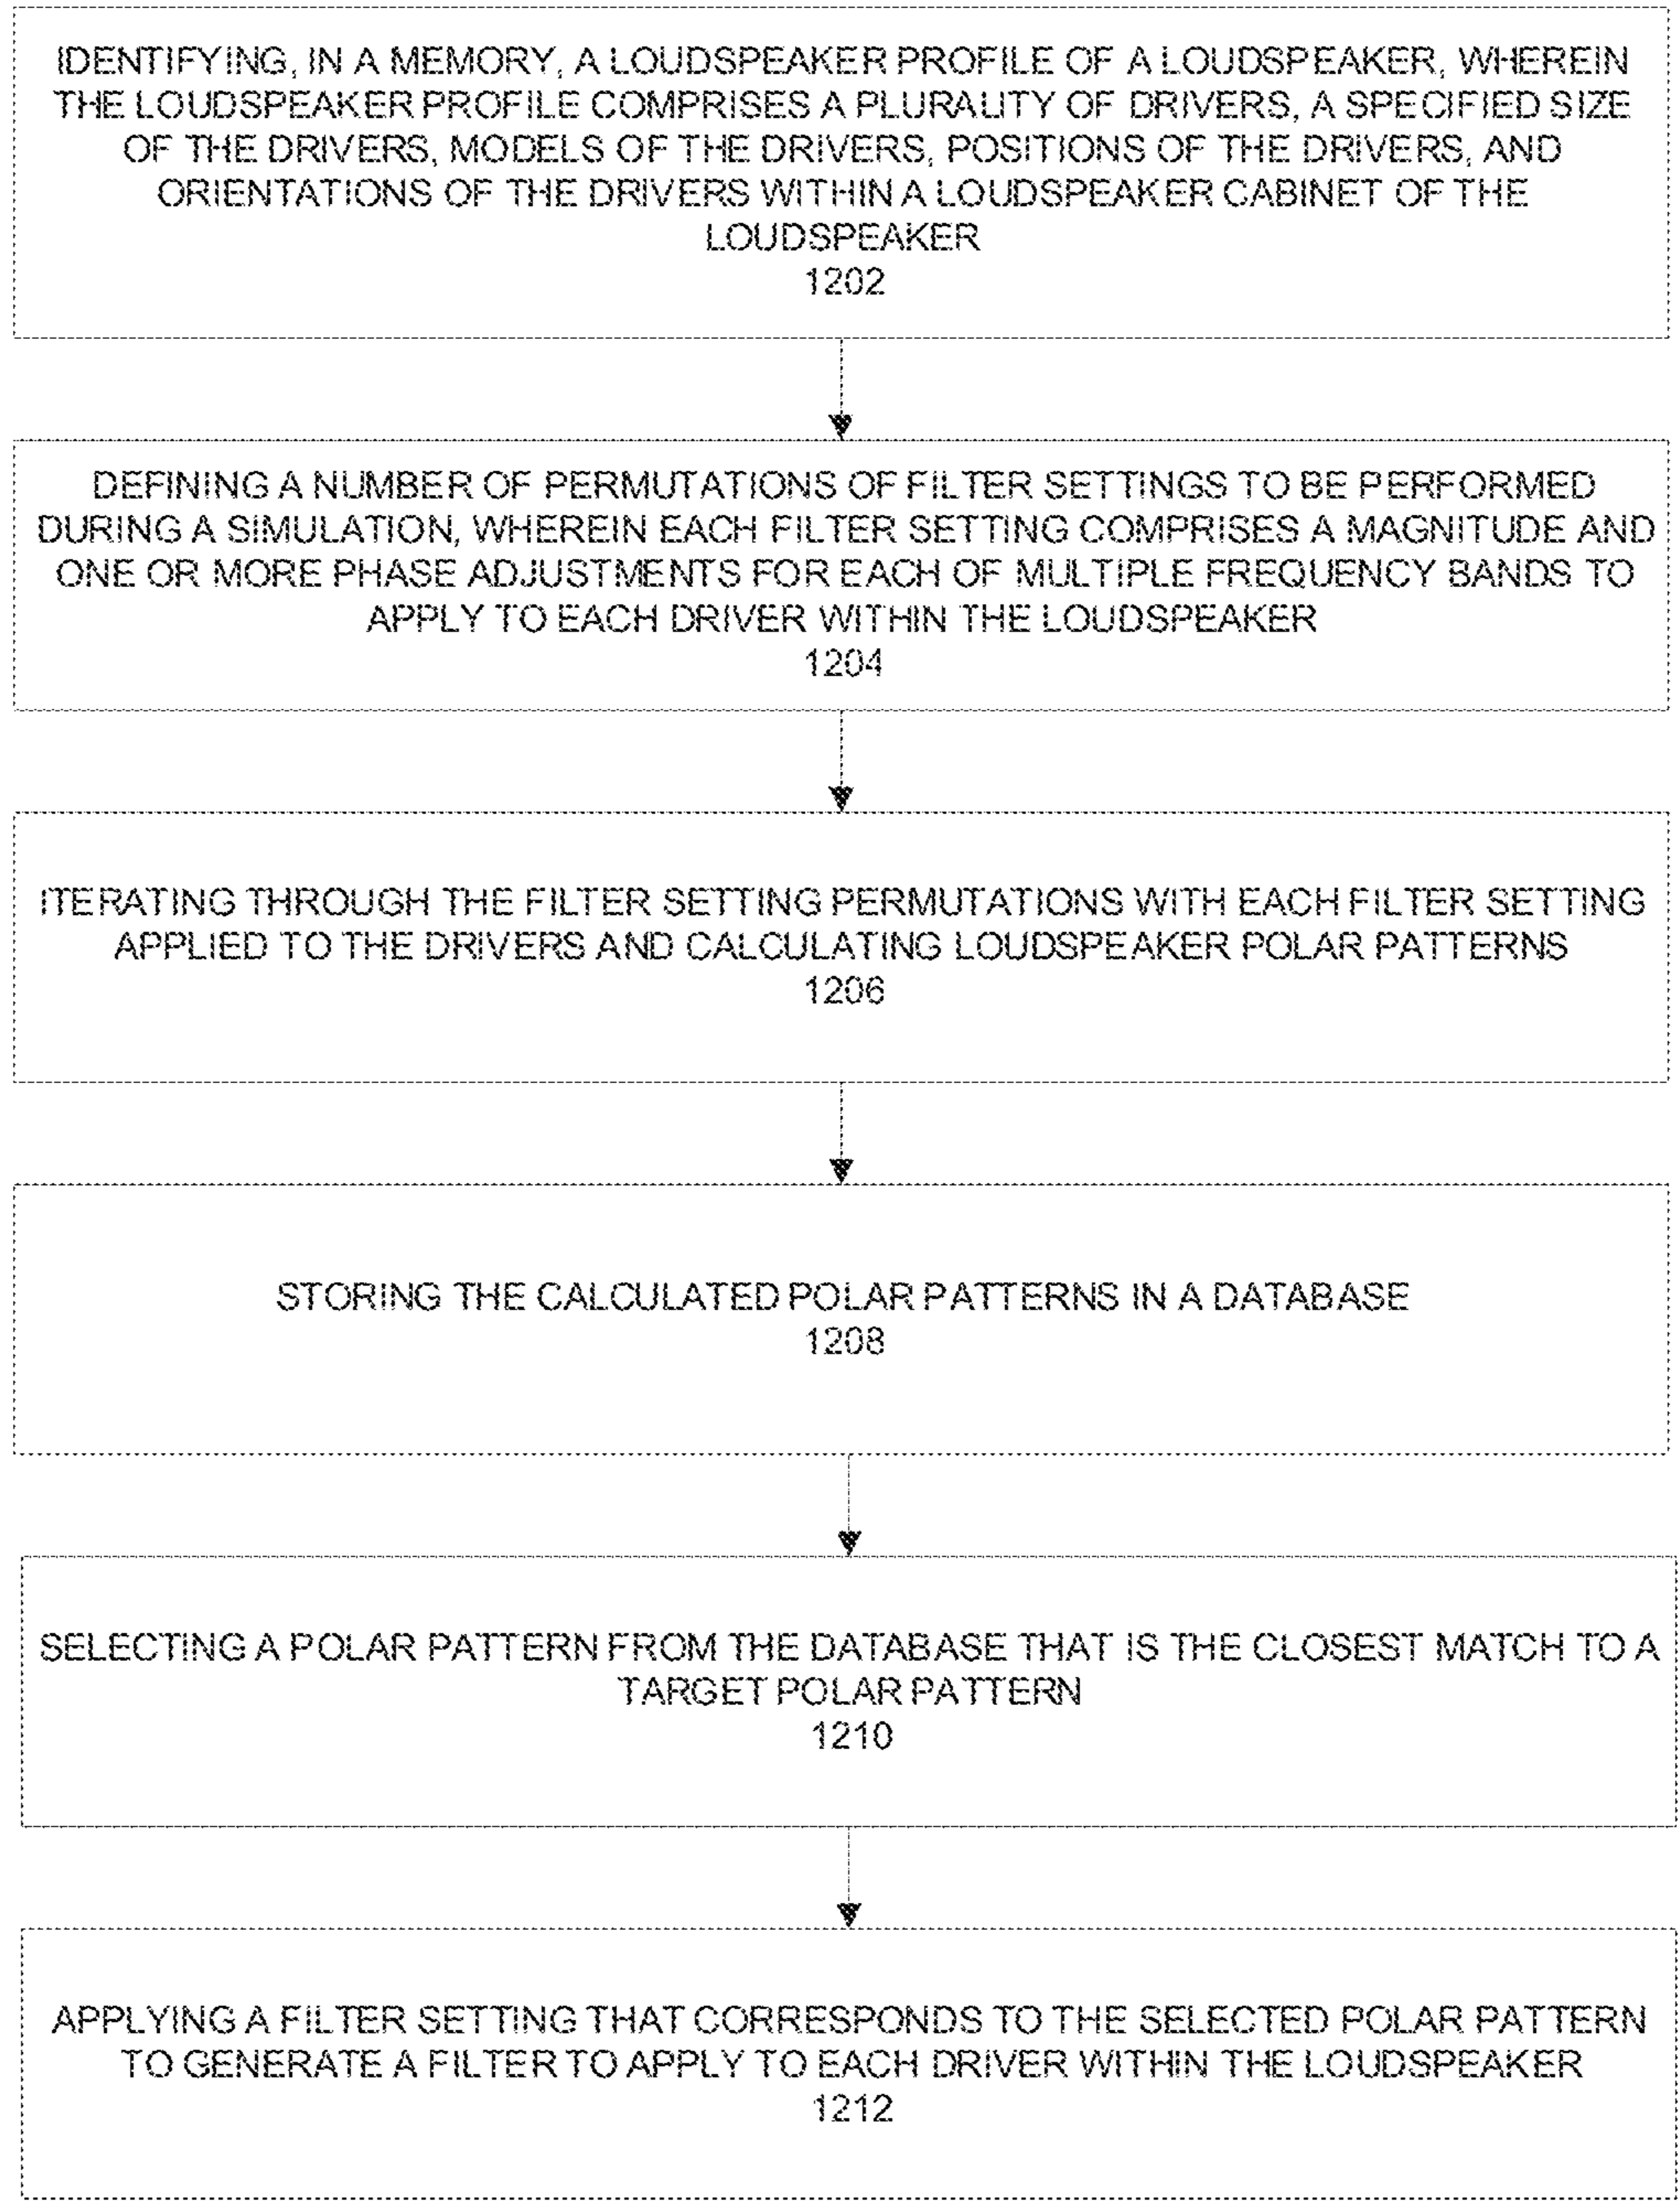 IDENTIFYING, IN A MEMORY, A LOUDSPEAKER PROFILE OF A LOUDSPEAKER, WHEREIN
THE LOUDSPEAKER PROFILE COMPRISES A PLURALITY OF DRIVERS, A SPECIFIED SIZE
OF THE DRIVERS, MODELS OF THE DRIVERS, POSITIONS OF THE DRIVERS, AND
ORIENTATIONS OF THE DRIVERS WITHIN A LOUDSPEAKER CABINET OF THE
LOUDSPEAKER
1202
DEFINING A NUMBER OF PERMUTATIONS OF FILTER SETTINGS TO BE PERFORMED
DURING A SIMULATION, WHEREIN EACH FILTER SETTING COMPRISES A MAGNITUDE AND
ONE OR MORE PHASE ADJUSTMENTS FOR EACH OF MULTIPLE FREQUENCY BANDS TO
APPLY TO EACH DRIVER WITHIN THE LOUDSPEAKER
1204
ITERATING THROUGH THE FILTER SETTING PERMUTATIONS WITH EACH FILTER SETTING
APPLIED TO THE DRIVERS AND CALCULATING LOUDSPEAKER POLAR PATTERNS
1206
STORING THE CALCULATED POLAR PATTERNS IN A DATABASE
1208
SELECTING A POLAR PATTERN FROM THE DATABASE THAT IS THE CLOSEST MATCH TO A
TARGET POLAR PATTERN
1210
APPLYING A FILTER SETTING THAT CORRESPONDS TO THE SELECTED POLAR PATTERN
TO GENERATE A FILTER TO APPLY TO EACH DRIVER WITHIN THE LOUDSPEAKER
1212